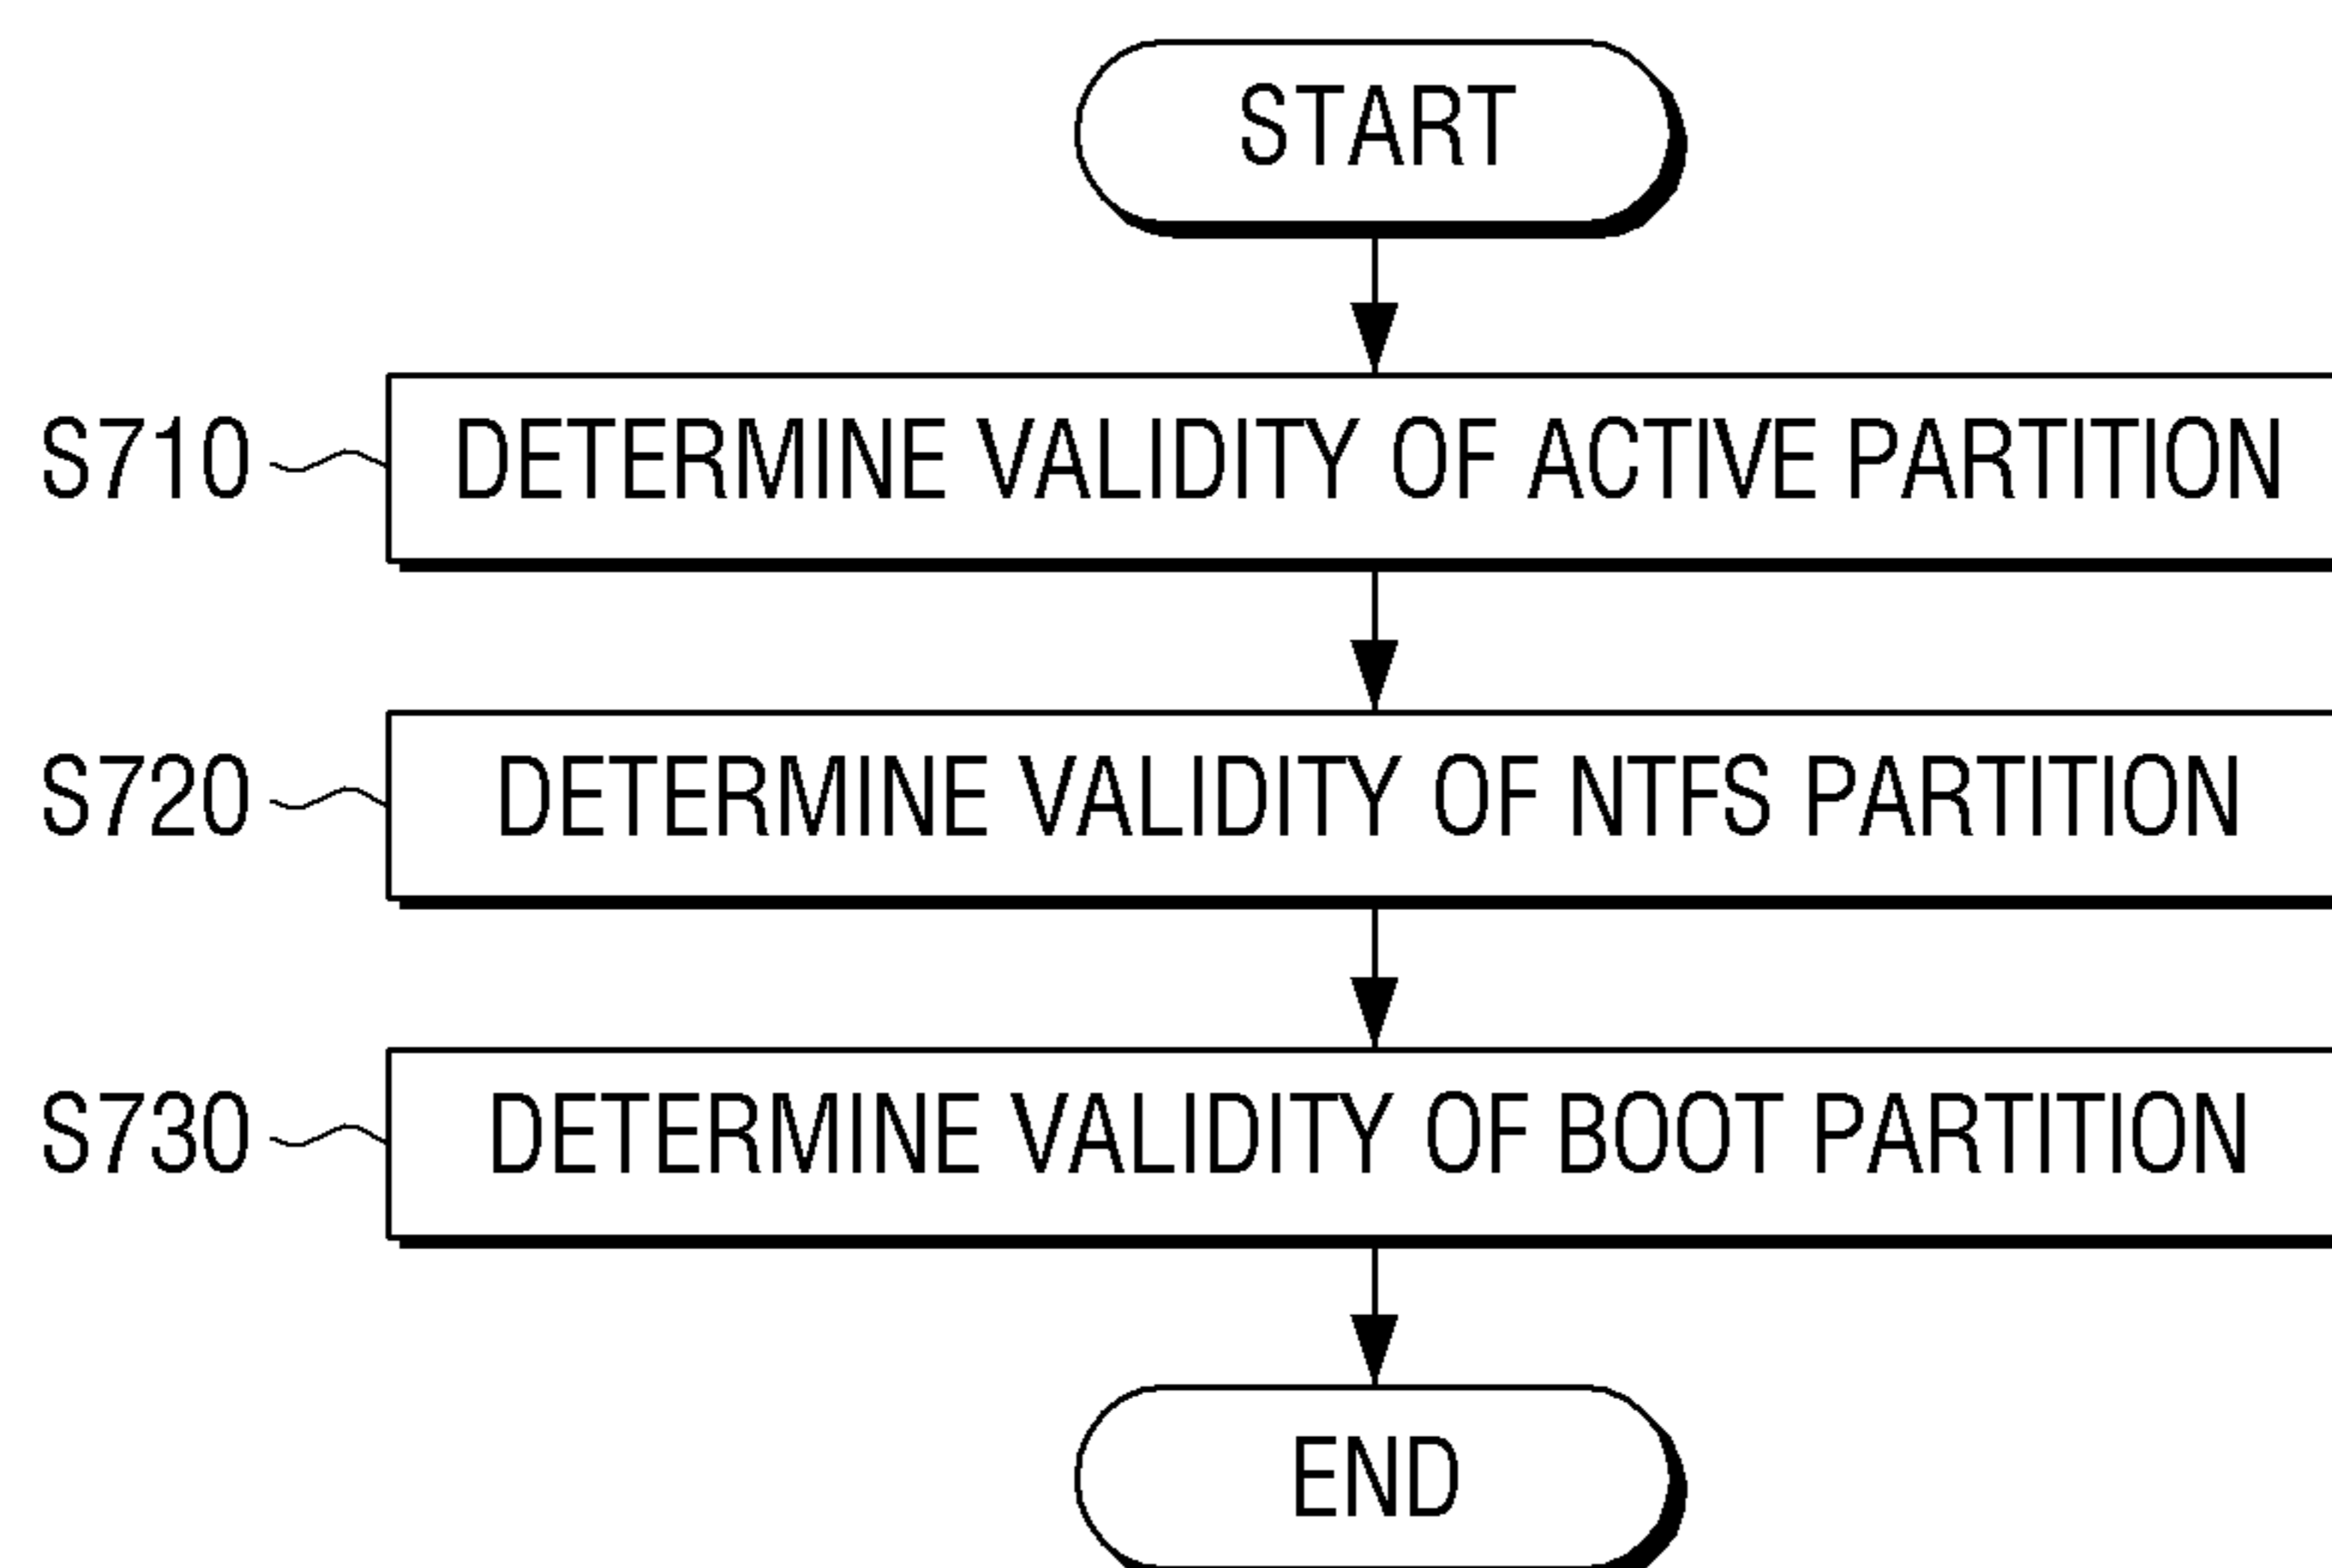 START
S710 DETERMINE VALIDITY OF ACTIVE PARTITION
S720 DETERMINE VALIDITY OF NTFS PARTITION
S730 DETERMINE VALIDITY OF BOOT PARTITION
END